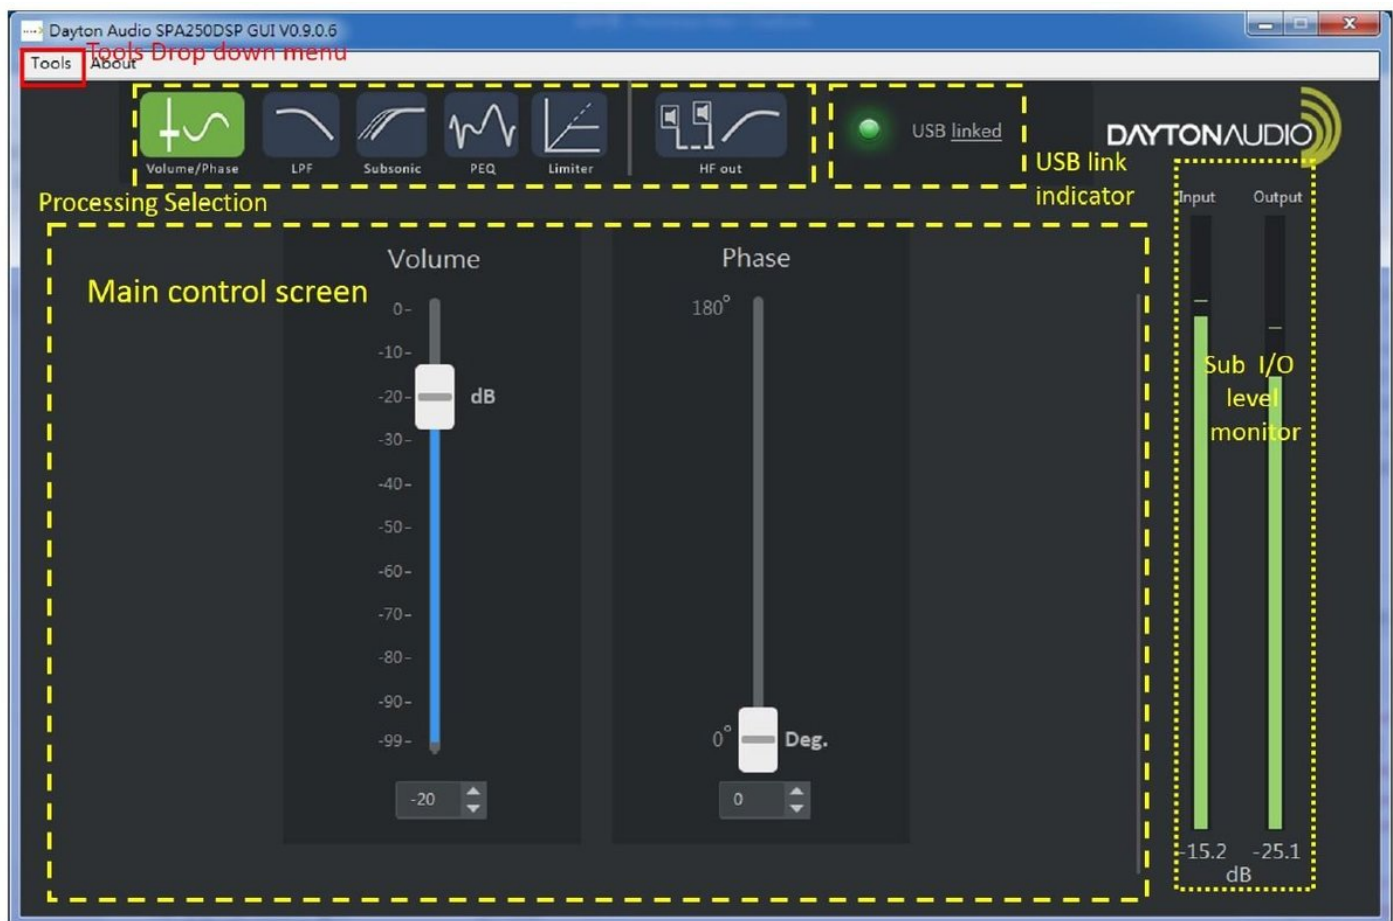 Dayton Audio SPA250DSP GUI V0.9.0.6
Tools Drop down menu
Tools About
Volume/Phase LPF Subsonic PEQ Limiter HF out
USB linked
DAYTONAUDIO
USB link
indicator
Processing Selection
Input Output
Main control screen
Volume
0-
-10-
-20- dB
-30-
-40-
-50-
-60-
-70-
-80-
-90-
-99-
-20
Phase
180°
0° Deg.
0
Sub I/O
level
monitor
-15.2 -25.1
dB